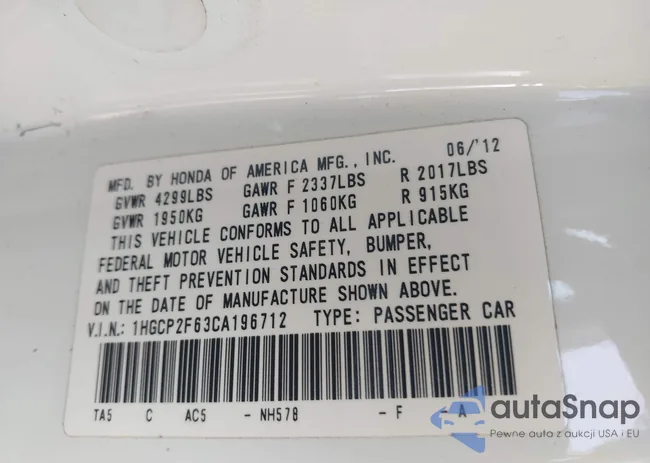 MFD. BY HONDA OF AMERICA MFG., INC. 06/'12
GVWR 4299LBS GAWR F 2337LBS R 2017LBS
GVWR 1950KG GAWR F 1060KG R 915KG
THIS VEHICLE CONFORMS TO ALL APPLICABLE
FEDERAL MOTOR VEHICLE SAFETY, BUMPER,
AND THEFT PREVENTION STANDARDS IN EFFECT
ON THE DATE OF MANUFACTURE SHOWN ABOVE.
V.I.N.: 1HGCP2F63CA196712 TYPE: PASSENGER CAR
TA5 C AC5 - NH578 - F - A
autaSnap
Pewne auta z aukcji USA i EU